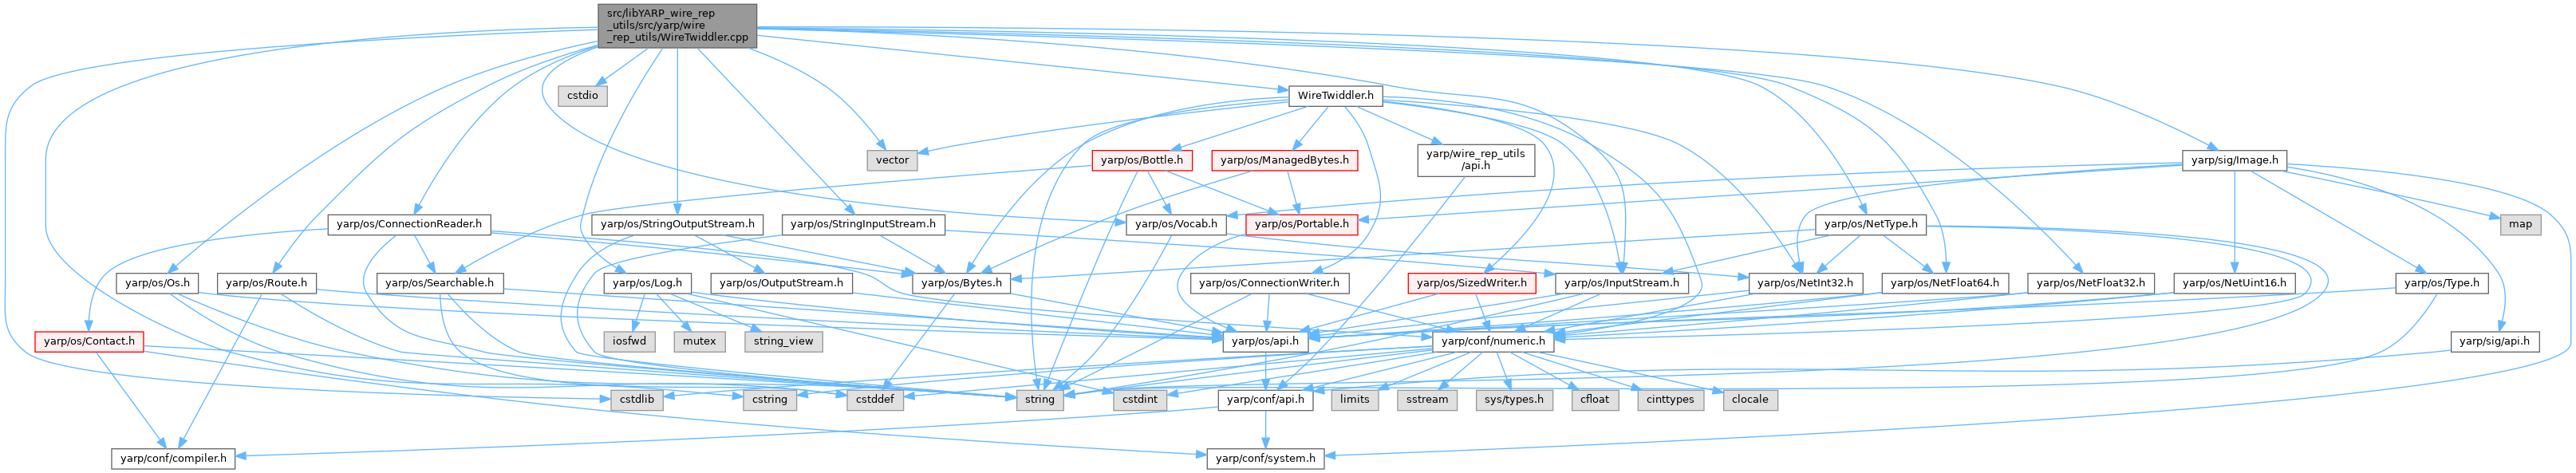 src/libYARP_wire_rep
_utils/src/yarp/wire
_rep_utils/WireTwiddler.cpp
cstdio
WireTwiddler.h
vector
yarp/os/Bottle.h
yarp/os/ManagedBytes.h
yarp/wire_rep_utils
/api.h
yarp/sig/Image.h
yarp/os/ConnectionReader.h
yarp/os/StringOutputStream.h
yarp/os/StringInputStream.h
yarp/os/Vocab.h
yarp/os/Portable.h
yarp/os/NetType.h
map
yarp/os/Os.h
yarp/os/Route.h
yarp/os/Searchable.h
yarp/os/Log.h
yarp/os/OutputStream.h
yarp/os/Bytes.h
yarp/os/ConnectionWriter.h
yarp/os/SizedWriter.h
yarp/os/InputStream.h
yarp/os/NetInt32.h
yarp/os/NetFloat64.h
yarp/os/NetFloat32.h
yarp/os/NetUint16.h
yarp/os/Type.h
yarp/os/Contact.h
iosfwd
mutex
string_view
yarp/os/api.h
yarp/conf/numeric.h
yarp/sig/api.h
cstdlib
cstring
cstddef
string
cstdint
yarp/conf/api.h
limits
sstream
sys/types.h
cfloat
cinttypes
clocale
yarp/conf/compiler.h
yarp/conf/system.h